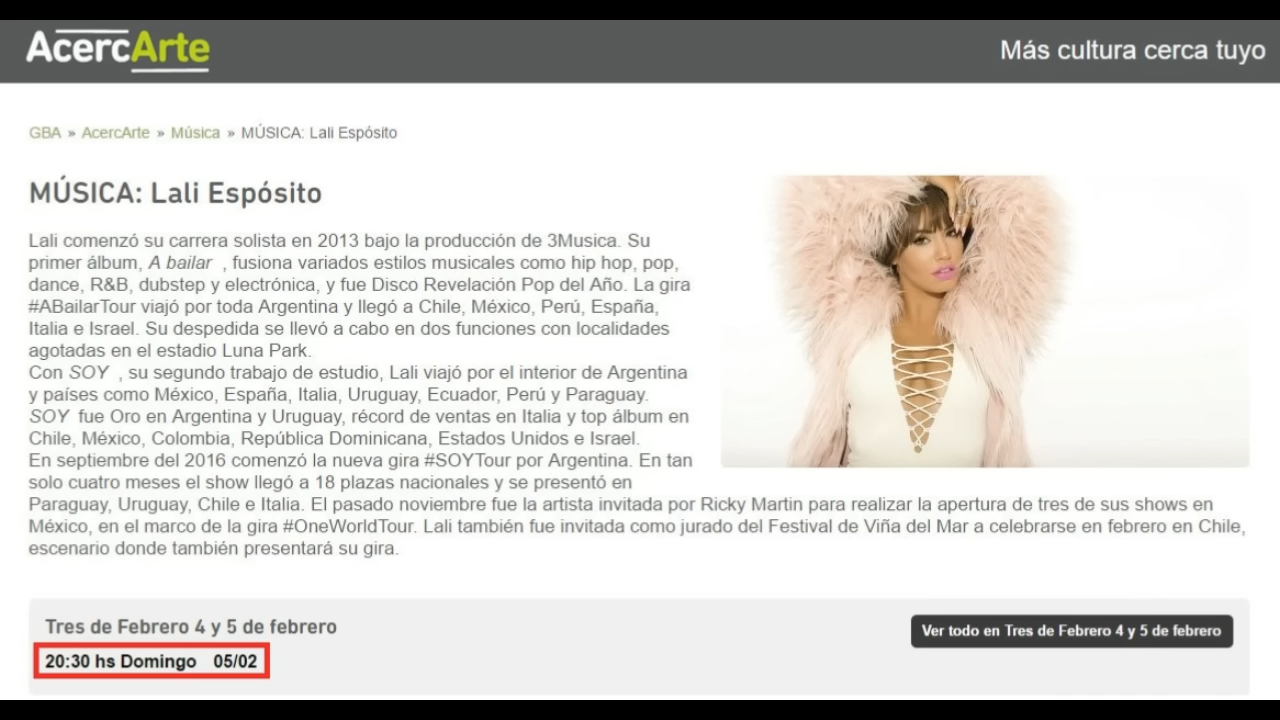 AcercArte
Más cultura cerca tuyo
GBA » AcercArte » Música » MÚSICA: Lali Espósito
MÚSICA: Lali Espósito
Lali comenzó su carrera solista en 2013 bajo la producción de 3Musica. Su
primer álbum, A bailar , fusiona variados estilos musicales como hip hop, pop,
dance, R&B, dubstep y electrónica, y fue Disco Revelación Pop del Año. La gira
#ABailarTour viajó por toda Argentina y llegó a Chile, México, Perú, España,
Italia e Israel. Su despedida se llevó a cabo en dos funciones con localidades
agotadas en el estadio Luna Park.
Con SOY , su segundo trabajo de estudio, Lali viajó por el interior de Argentina
y países como México, España, Italia, Uruguay, Ecuador, Perú y Paraguay.
SOY fue Oro en Argentina y Uruguay, récord de ventas en Italia y top álbum en
Chile, México, Colombia, República Dominicana, Estados Unidos e Israel.
En septiembre del 2016 comenzó la nueva gira #SOYTour por Argentina. En tan
solo cuatro meses el show llegó a 18 plazas nacionales y se presentó en
Paraguay, Uruguay, Chile e Italia. El pasado noviembre fue la artista invitada por Ricky Martin para realizar la apertura de tres de sus shows en
México, en el marco de la gira #OneWorldTour. Lali también fue invitada como jurado del Festival de Viña del Mar a celebrarse en febrero en Chile,
escenario donde también presentará su gira.
Tres de Febrero 4 y 5 de febrero
Ver todo en Tres de Febrero 4 y 5 de febrero
20:30 hs Domingo 05/02